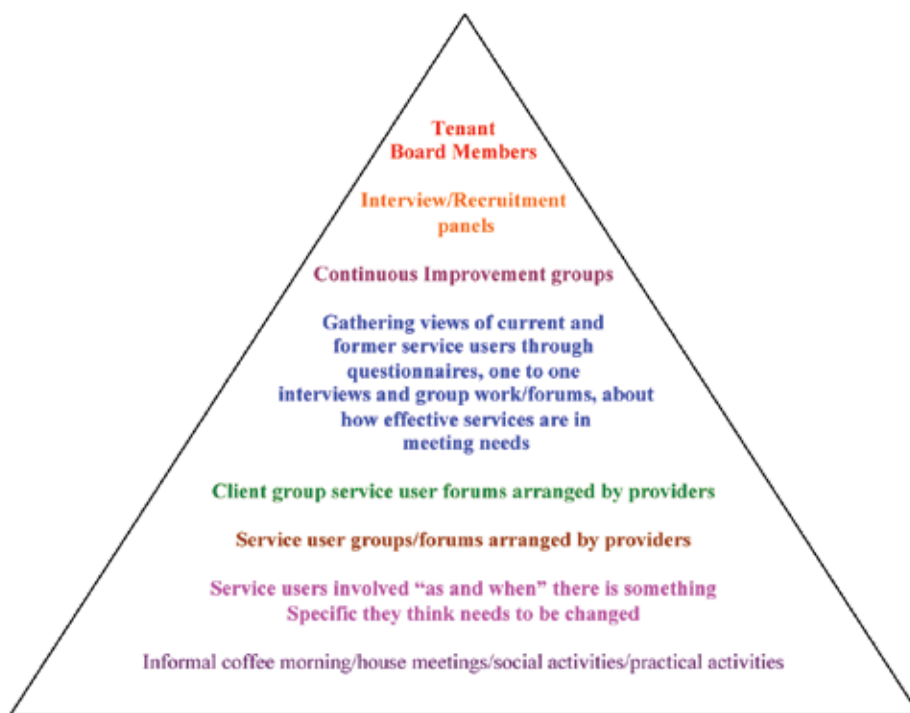 Tenant
Board Members
Interview/Recruitment
panels
Continuous Improvement groups
Gathering views of current and
former service users through
questionnaires, one to one
interviews and group work/forums, about
how effective services are in
meeting needs
Client group service user forums arranged by providers
Service user groups/forums arranged by providers
Service users involved “as and when” there is something
Specific they think needs to be changed
Informal coffee morning/house meetings/social activities/practical activities